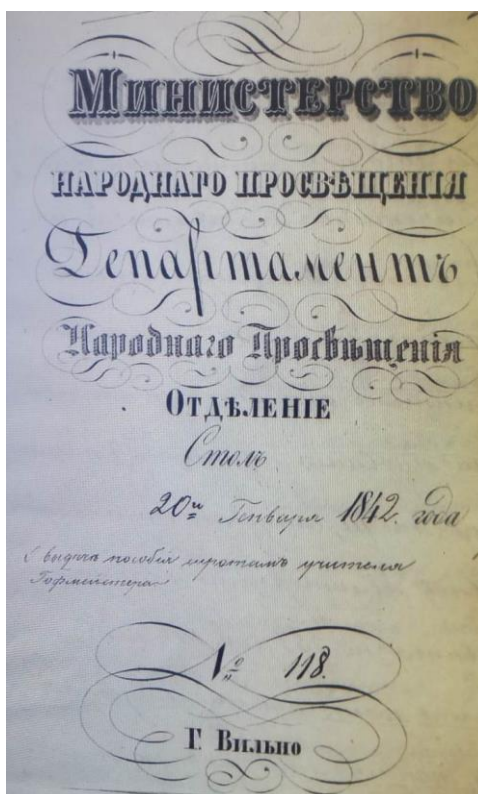 Министерство
народнаго просвѣщенія
Департаментъ
Народнаго Просвѣщенія
Отдѣленіе
Столъ
20го Генваря 1842. года
О выдаче пособія сиротамъ учителя
Гофмейстера
№ 118.
Г. Вильно